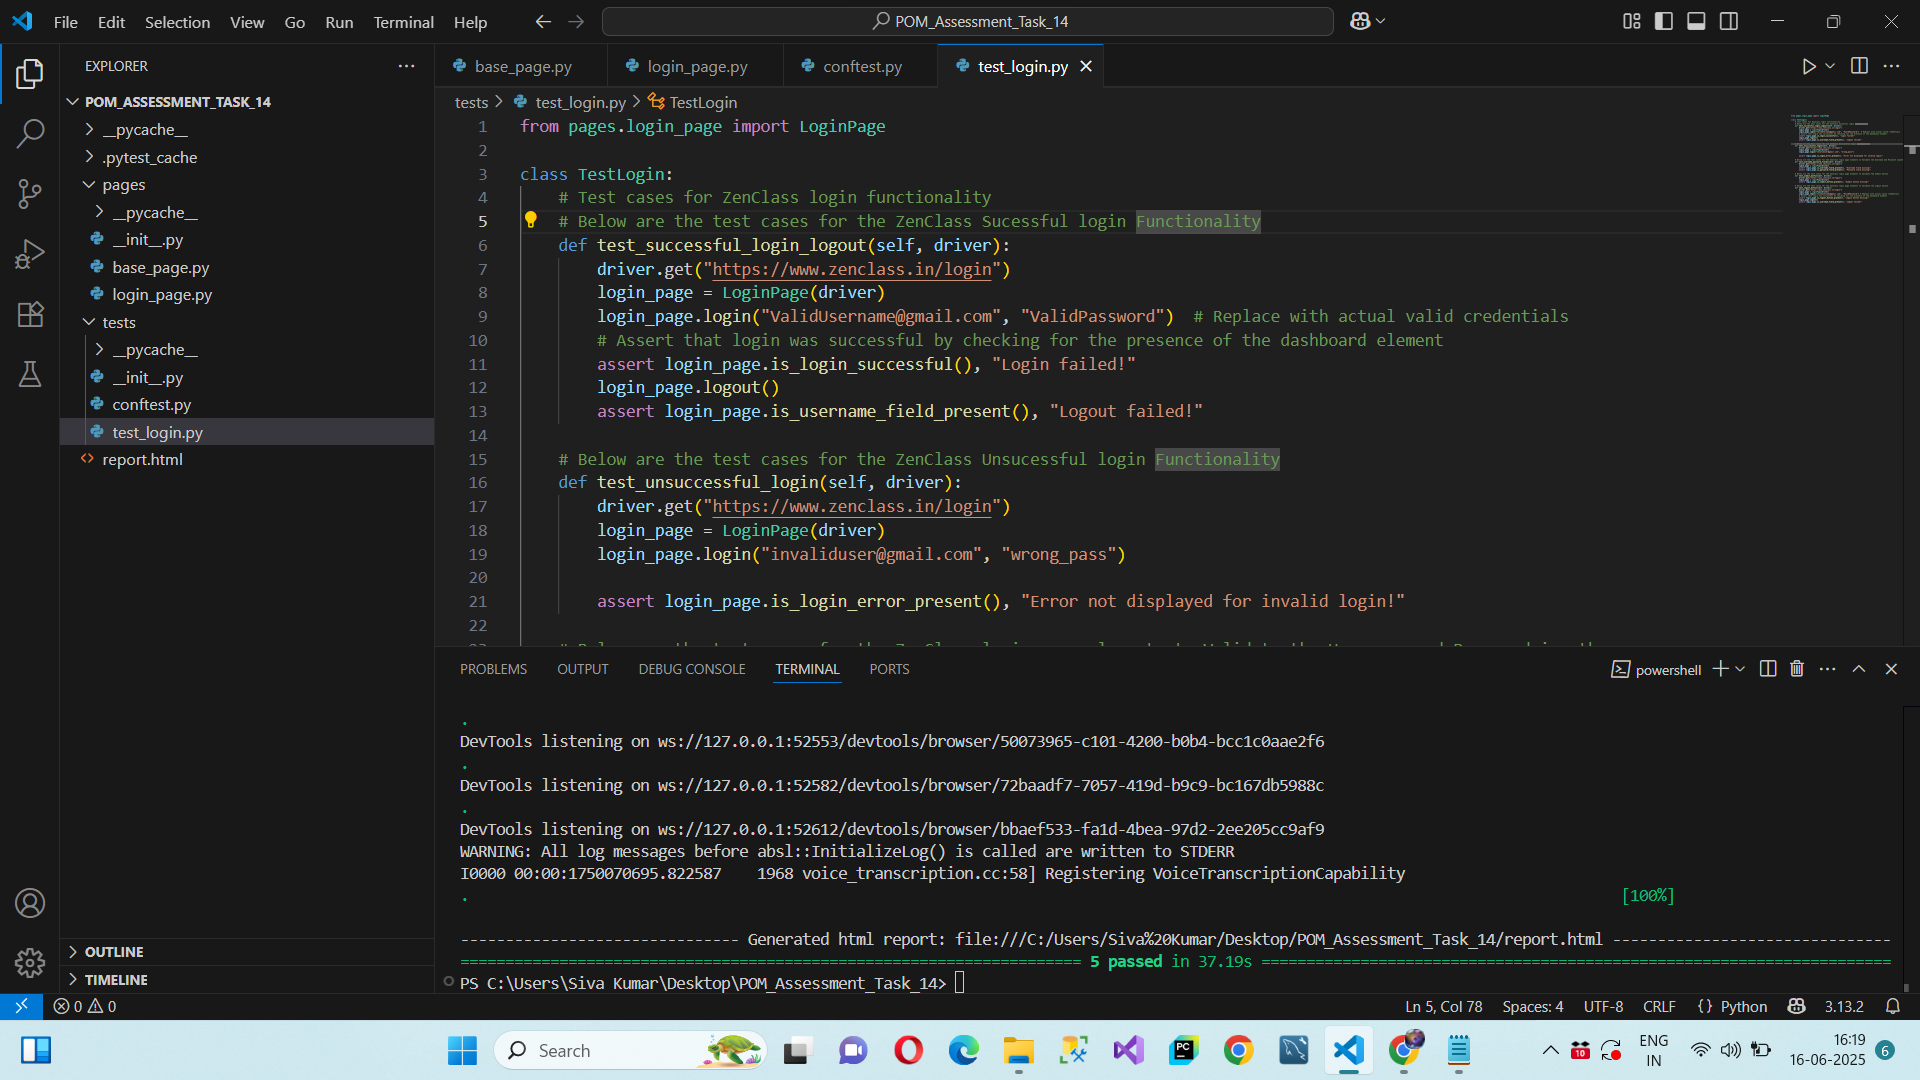 File Edit Selection View Go Run Terminal Help
POM_Assessment_Task_14
EXPLORER
POM_ASSESSMENT_TASK_14
__pycache__
.pytest_cache
pages
__pycache__
__init__.py
base_page.py
login_page.py
tests
__pycache__
__init__.py
conftest.py
test_login.py
report.html
OUTLINE
TIMELINE
base_page.py login_page.py conftest.py test_login.py
tests > test_login.py > TestLogin
1 from pages.login_page import LoginPage
2
3 class TestLogin:
4 # Test cases for ZenClass login functionality
5 # Below are the test cases for the ZenClass Sucessful login Functionality
6 def test_successful_login_logout(self, driver):
7 driver.get("https://www.zenclass.in/login")
8 login_page = LoginPage(driver)
9 login_page.login("ValidUsername@gmail.com", "ValidPassword") # Replace with actual valid credentials
10 # Assert that login was successful by checking for the presence of the dashboard element
11 assert login_page.is_login_successful(), "Login failed!"
12 login_page.logout()
13 assert login_page.is_username_field_present(), "Logout failed!"
14
15 # Below are the test cases for the ZenClass Unsucessful login Functionality
16 def test_unsuccessful_login(self, driver):
17 driver.get("https://www.zenclass.in/login")
18 login_page = LoginPage(driver)
19 login_page.login("invaliduser@gmail.com", "wrong_pass")
20
21 assert login_page.is_login_error_present(), "Error not displayed for invalid login!"
22
PROBLEMS OUTPUT DEBUG CONSOLE TERMINAL PORTS
powershell
.
DevTools listening on ws://127.0.0.1:52553/devtools/browser/50073965-c101-4200-b0b4-bcc1c0aae2f6
.
DevTools listening on ws://127.0.0.1:52582/devtools/browser/72baadf7-7057-419d-b9c9-bc167db5988c
.
DevTools listening on ws://127.0.0.1:52612/devtools/browser/bbaef533-fa1d-4bea-97d2-2ee205cc9af9
WARNING: All log messages before absl::InitializeLog() is called are written to STDERR
I0000 00:00:1750070695.822587 1968 voice_transcription.cc:58] Registering VoiceTranscriptionCapability
. [100%]
------------------------------- Generated html report: file:///C:/Users/Siva%20Kumar/Desktop/POM_Assessment_Task_14/report.html -------------------------------
===================================================================== 5 passed in 37.19s ======================================================================
PS C:\Users\Siva Kumar\Desktop\POM_Assessment_Task_14>
0 0 Ln 5, Col 78 Spaces: 4 UTF-8 CRLF {} Python 3.13.2
Search
PC
10
ENG
IN
16:19
16-06-2025
6